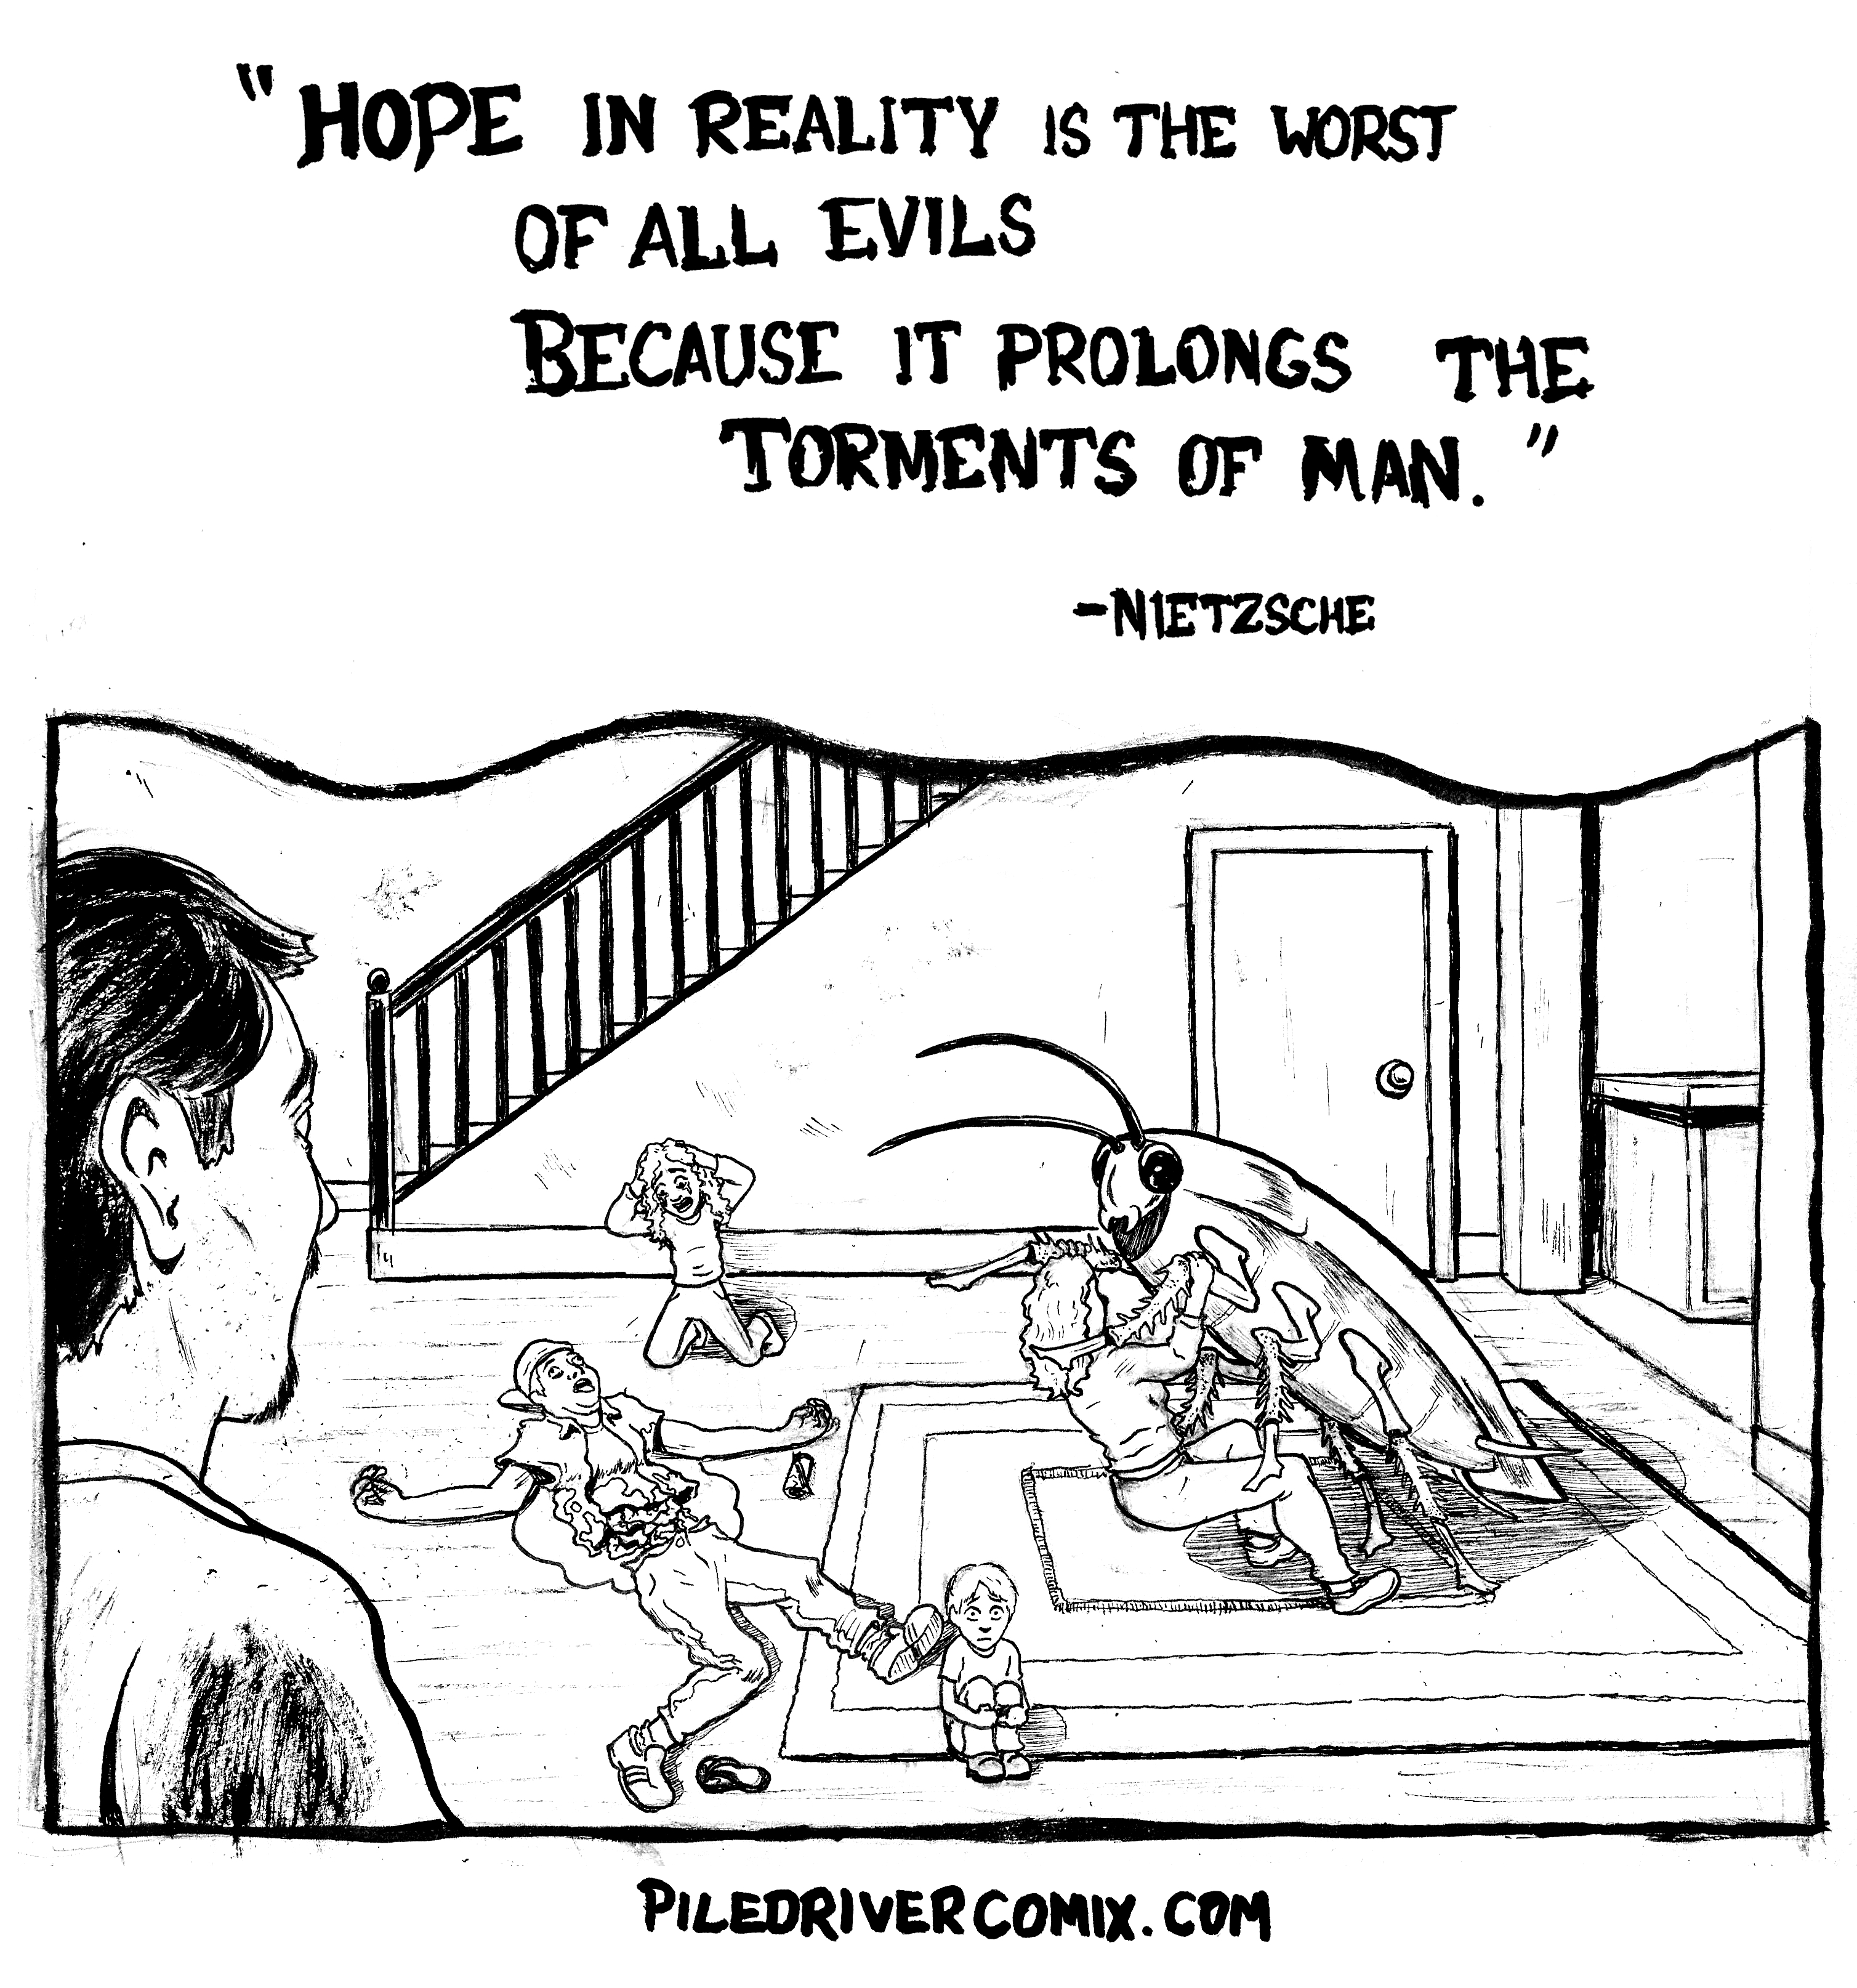 "HOPE IN REALITY IS THE WORST
OF ALL EVILS
BECAUSE IT PROLONGS THE
TORMENTS OF MAN."
-NIETZSCHE
PILEDRIVERCOMIX.COM